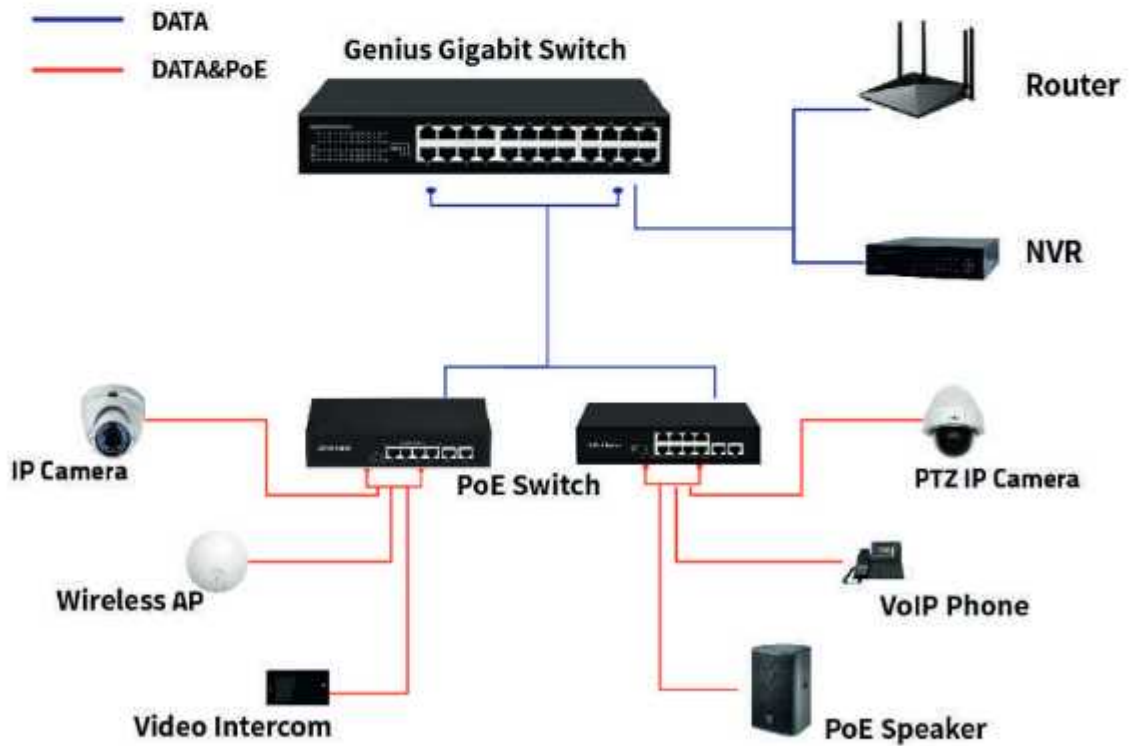 DATA
DATA&PoE
Genius Gigabit Switch
Router
NVR
IP Camera
PoE Switch
PTZ IP Camera
Wireless AP
VoIP Phone
Video Intercom
PoE Speaker